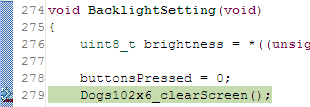 274 void BacklightSetting(void)
275 {
276 uint8_t brightness = *((unsig
277
278 buttonsPressed = 0;
279 Dogs102x6_clearScreen();